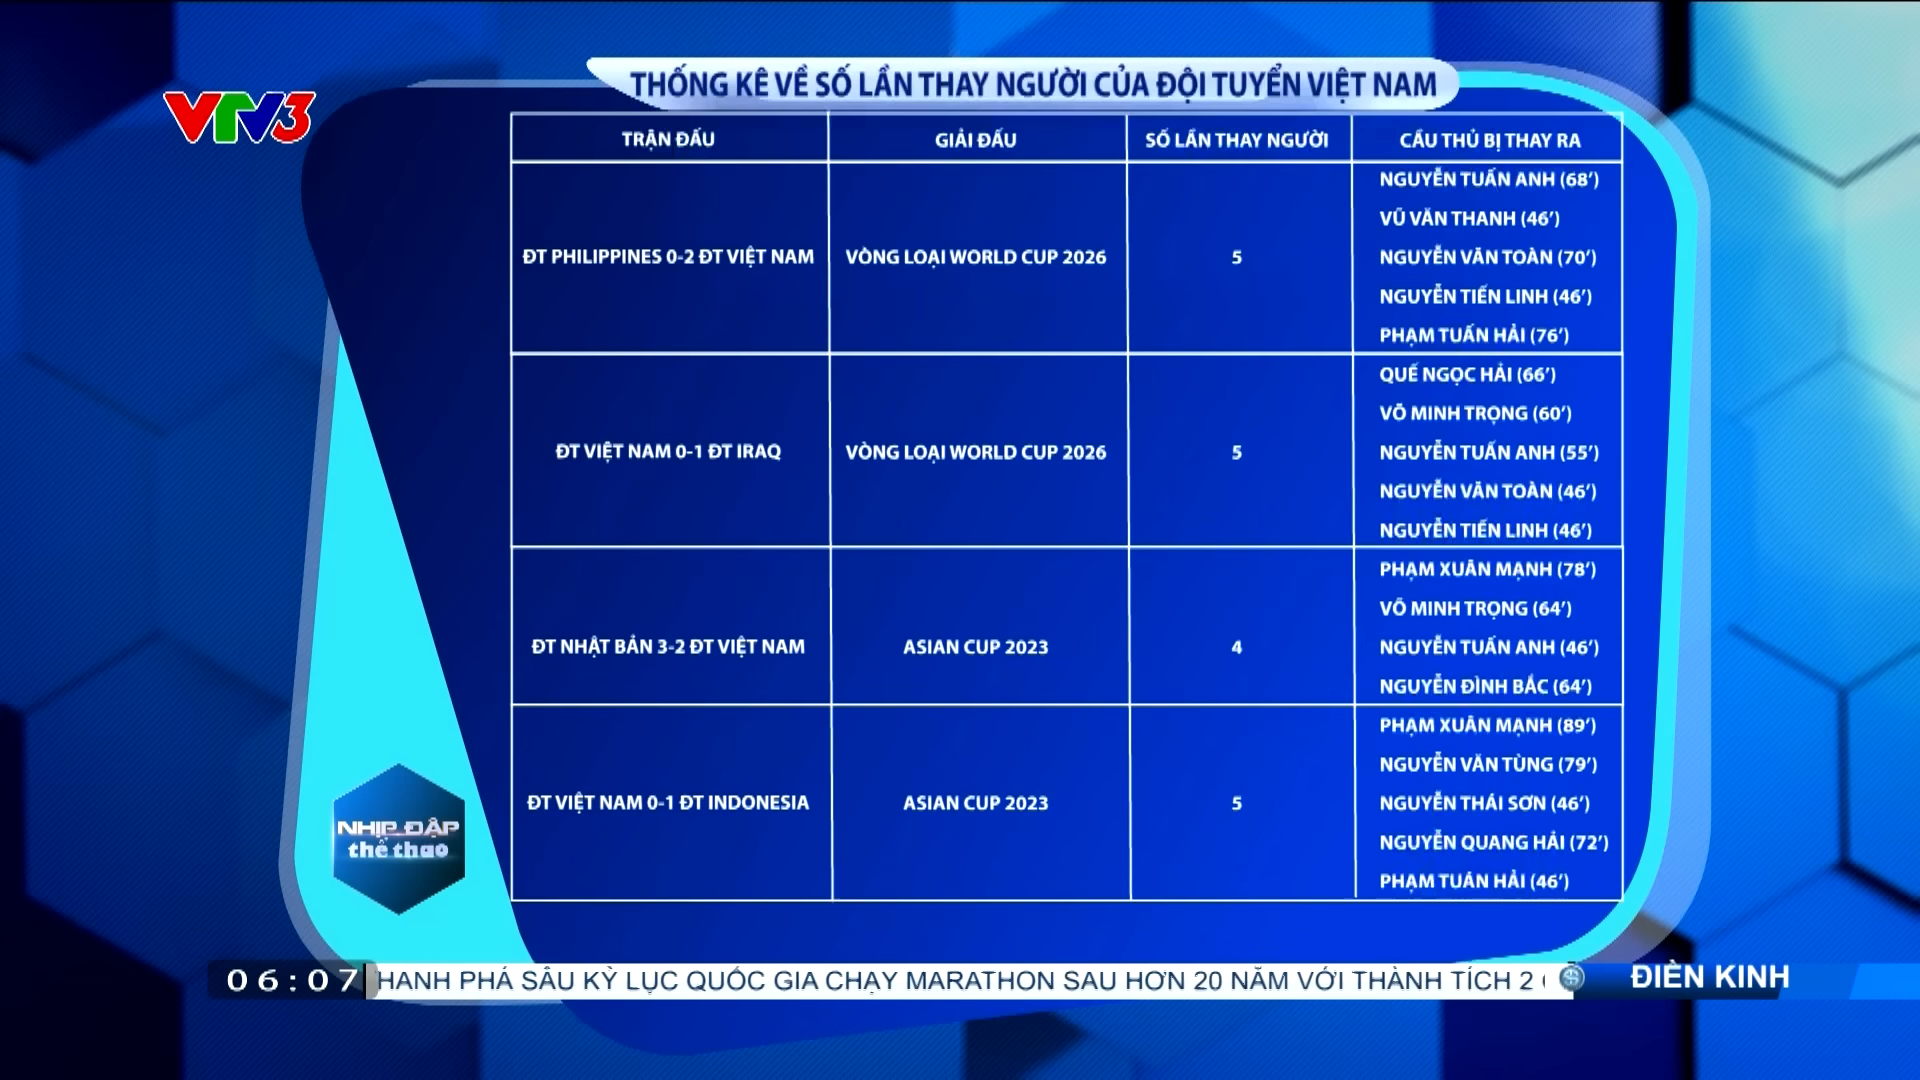 THỐNG KÊ VỀ SỐ LẦN THAY NGƯỜI CỦA ĐỘI TUYỂN VIỆT NAM
VTV3
TRẬN ĐẤU GIẢI ĐẤU SỐ LẦN THAY NGƯỜI CẦU THỦ BỊ THAY RA
NGUYỄN TUẤN ANH (68')
VŨ VĂN THANH (46')
ĐT PHILIPPINES 0-2 ĐT VIỆT NAM VÒNG LOẠI WORLD CUP 2026 5 NGUYỄN VĂN TOÀN (70')
NGUYỄN TIẾN LINH (46')
PHẠM TUẤN HẢI (76')
QUẾ NGỌC HẢI (66')
VÕ MINH TRỌNG (60')
ĐT VIỆT NAM 0-1 ĐT IRAQ VÒNG LOẠI WORLD CUP 2026 5 NGUYỄN TUẤN ANH (55')
NGUYỄN VĂN TOÀN (46')
NGUYỄN TIẾN LINH (46')
PHẠM XUÂN MẠNH (78')
VÕ MINH TRỌNG (64')
ĐT NHẬT BẢN 3-2 ĐT VIỆT NAM ASIAN CUP 2023 4 NGUYỄN TUẤN ANH (46')
NGUYỄN ĐÌNH BẮC (64')
PHẠM XUÂN MẠNH (89')
NGUYỄN VĂN TÙNG (79')
ĐT VIỆT NAM 0-1 ĐT INDONESIA ASIAN CUP 2023 5 NGUYỄN THÁI SƠN (46')
NGUYỄN QUANG HẢI (72')
PHẠM TUÁN HẢI (46')
NHỊP ĐẬP
thể thao
06:07 HANH PHÁ SÂU KỲ LỤC QUỐC GIA CHẠY MARATHON SAU HƠN 20 NĂM VỚI THÀNH TÍCH 2 ĐIỀN KINH